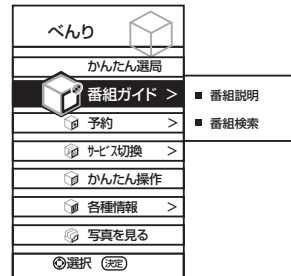 べんり
かんたん選局
番組ガイド >
■ 番組説明
■ 番組検索
予約 >
サービス切換 >
かんたん操作
各種情報 >
写真を見る
選択 決定